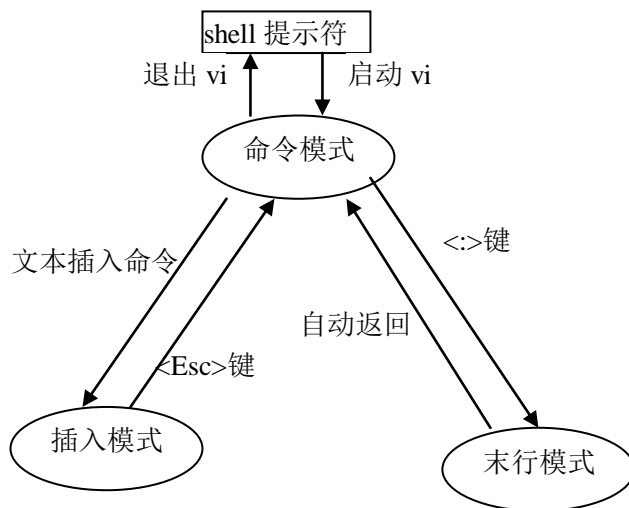 shell 提示符
退出 vi
启动 vi
命令模式
<:>键
文本插入命令
自动返回
<Esc>键
插入模式
末行模式